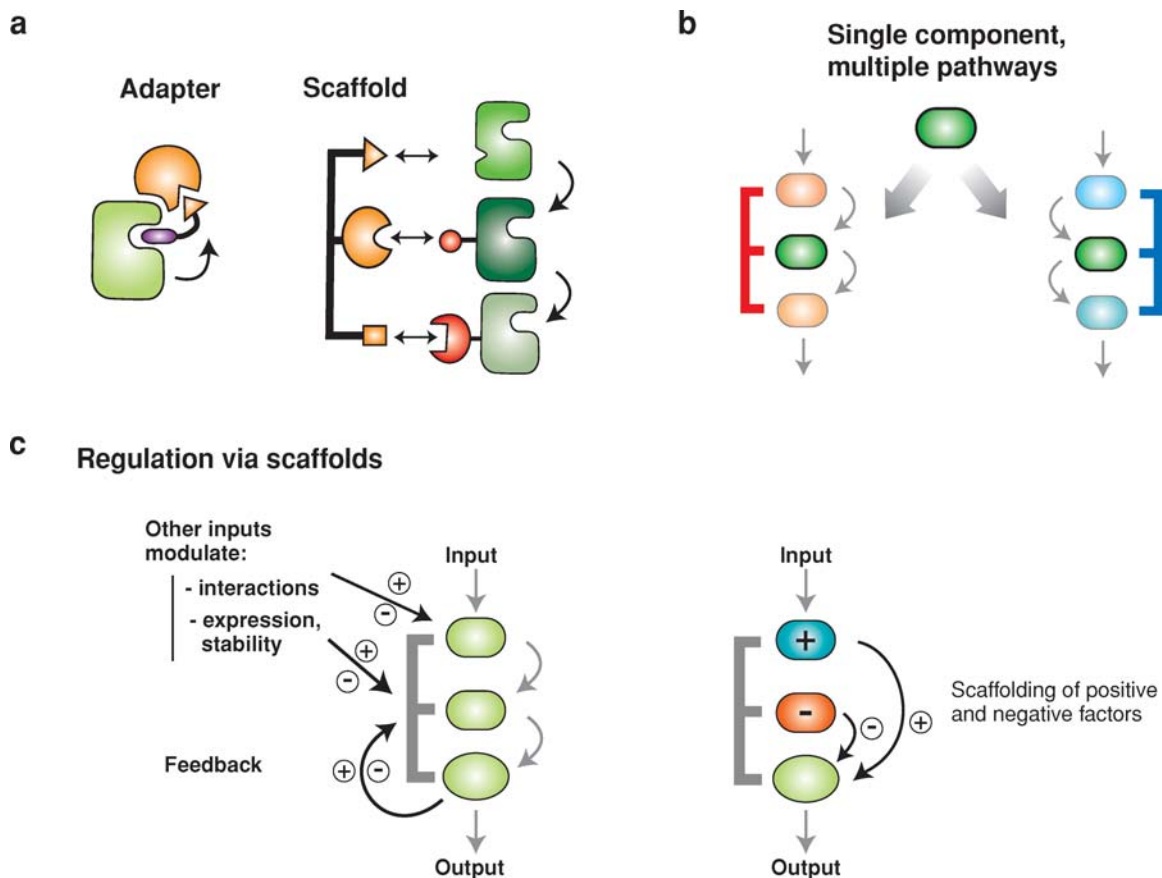 a
Adapter
Scaffold
b
Single component,
multiple pathways
c
Regulation via scaffolds
Other inputs
modulate:
- interactions
- expression,
stability
Input
+
-
+
-
Feedback
+
-
Output
Input
+
-
-
+
Scaffolding of positive
and negative factors
Output